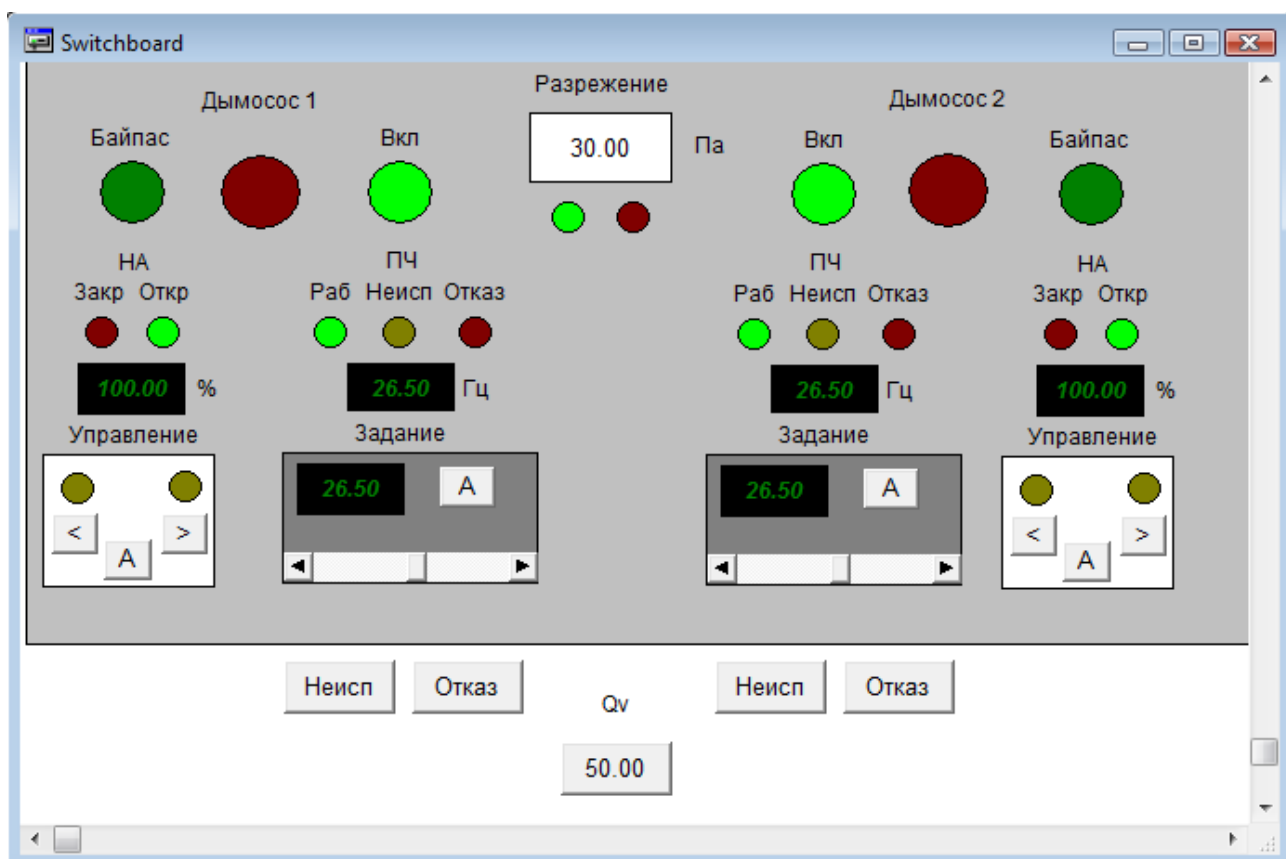 Switchboard
Разрежение
Дымосос 1
Дымосос 2
Байпас Вкл 30.00 Па Вкл Байпас
НА ПЧ ПЧ НА
Закр Откр Раб Неисп Отказ Раб Неисп Отказ Закр Откр
100.00 % 26.50 Гц 26.50 Гц 100.00 %
Управление Задание Задание Управление
26.50 A 26.50 A
< A > < A >
Неисп Отказ Неисп Отказ
Qv
50.00